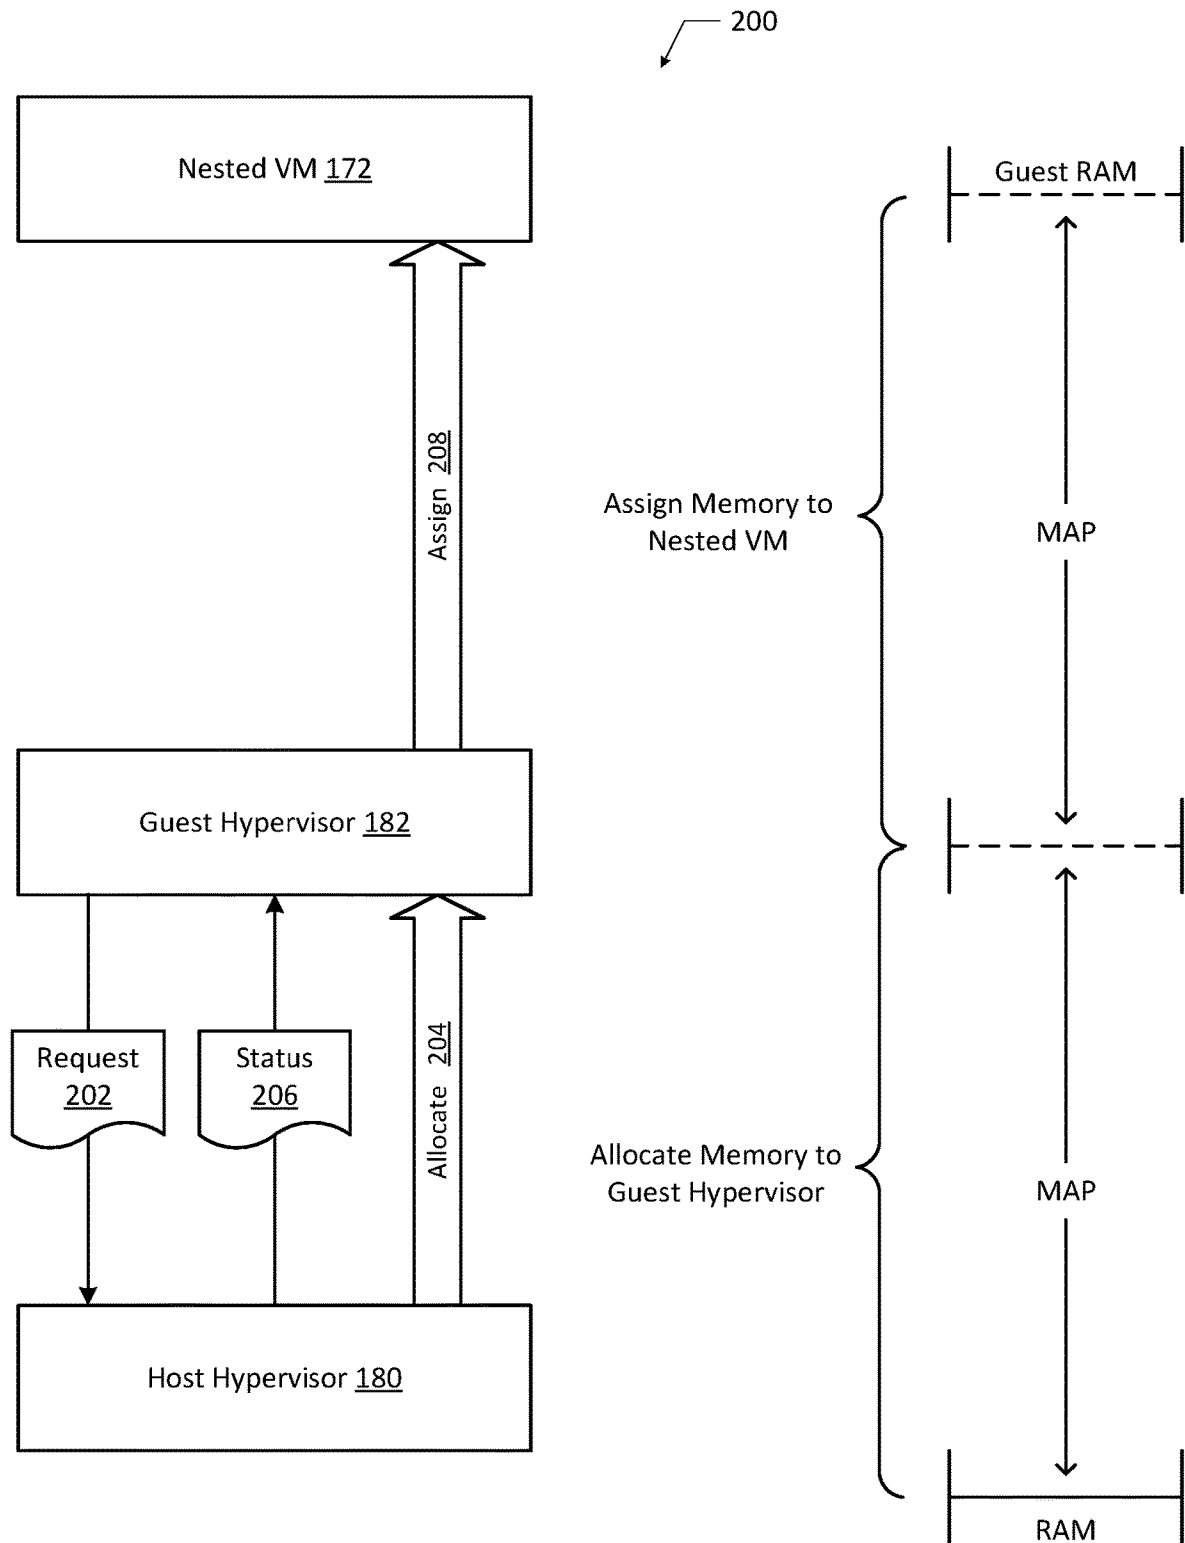 200
Nested VM 172
Guest RAM
Assign 208
Assign Memory to
Nested VM
MAP
Guest Hypervisor 182
Request
202
Status
206
Allocate 204
Allocate Memory to
Guest Hypervisor
MAP
Host Hypervisor 180
RAM